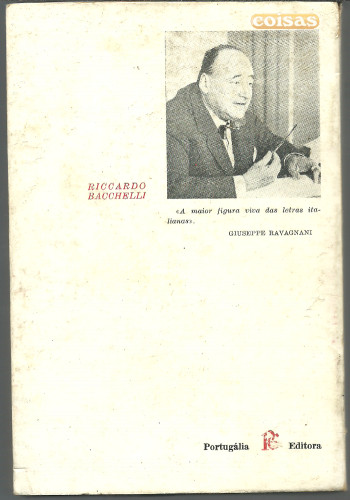 coisas
RICCARDO
BACCHELLI
«A maior figura viva das letras ita-
lianas».
GIUSEPPE RAVAGNANI
Portugália Editora